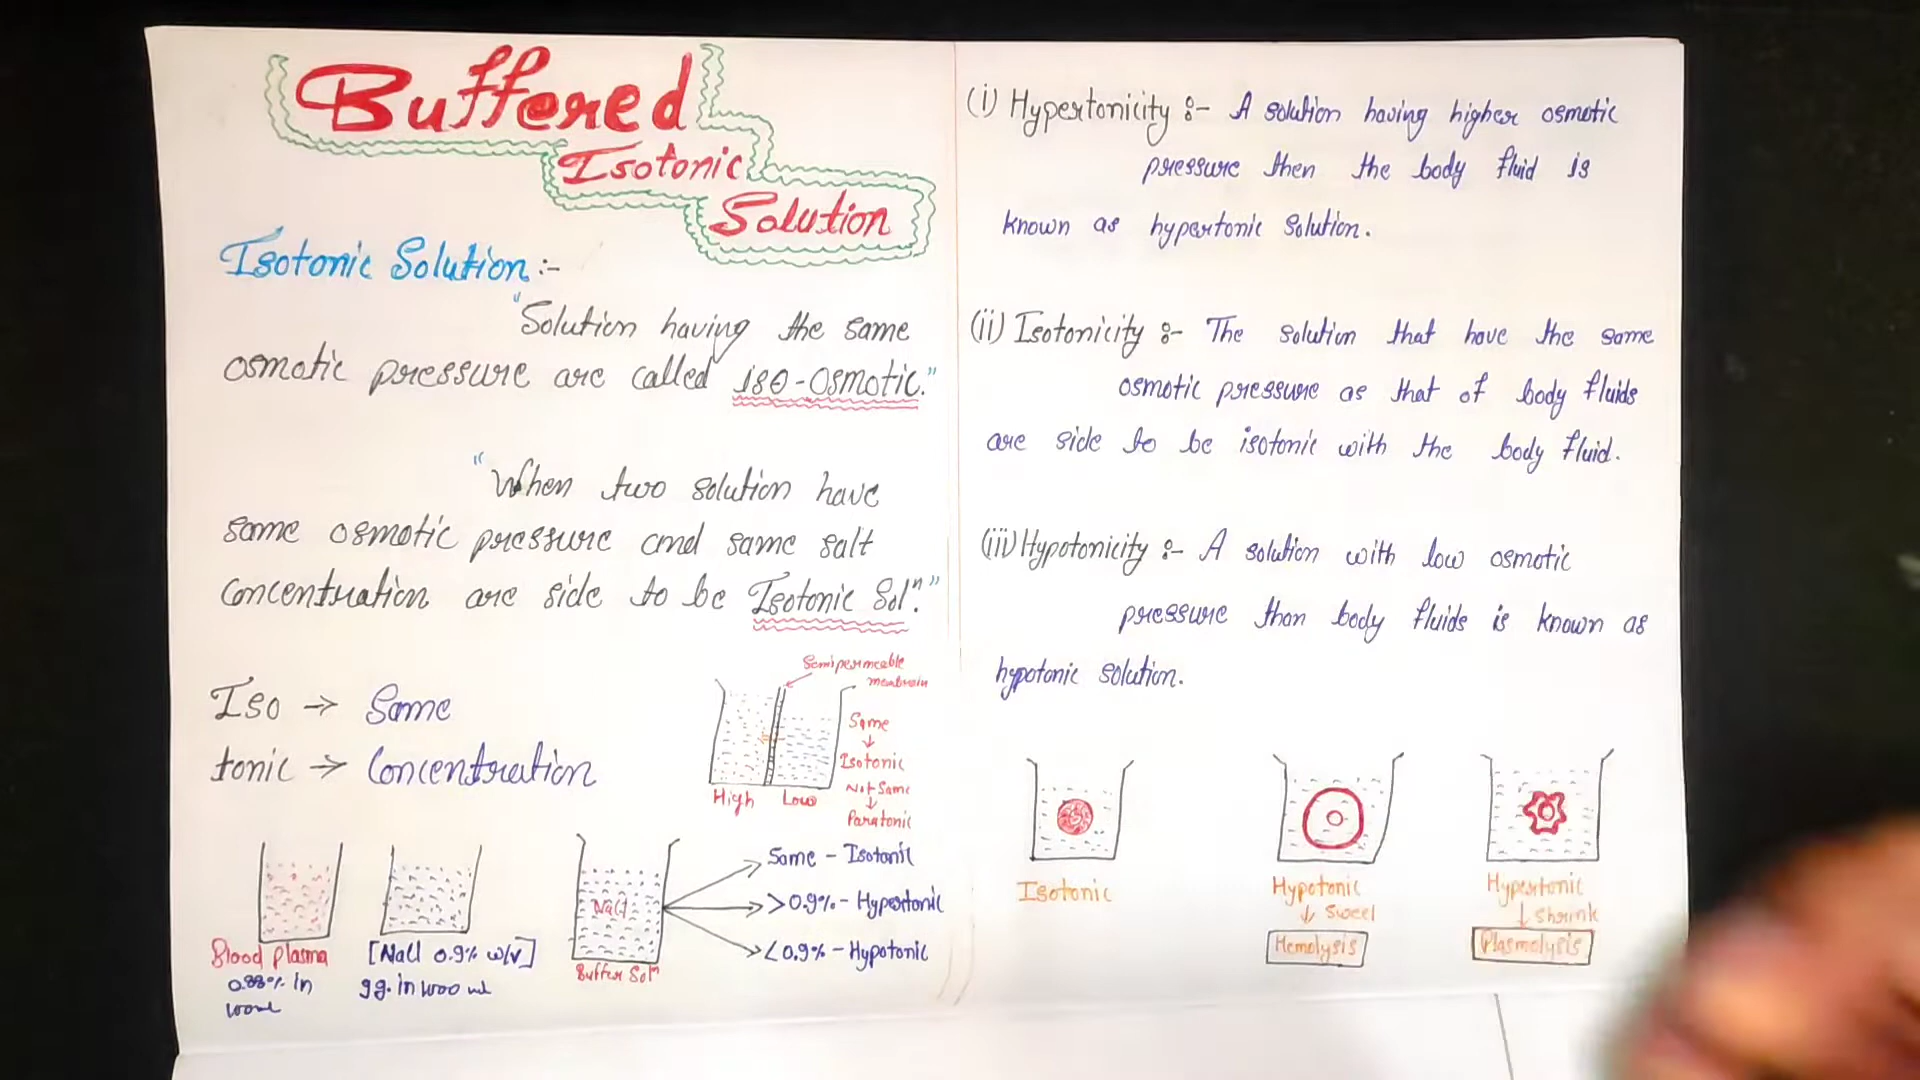 Buffered
Isotonic
Solution
Isotonic Solution :-
"Solution having the same
osmotic pressure are called iso-osmotic."
"When two solution have
same osmotic pressure and same salt
concentration are side to be Isotonic Solⁿ."
Iso → Same
tonic → Concentration
Semipermeable
membrain
Same
↓
Isotonic
Not Same
↓
Paratonic
High Low
Blood plasma
0.88% in
100ml
[NaCl 0.9% w/v]
9g. in 1000 ml
NaCl
Buffer Solⁿ
Same - Isotonic
>0.9% - Hypertonic
<0.9% - Hypotonic
(i) Hypertonicity :- A solution having higher osmotic
pressure then the body fluid is
known as hypertonic solution.
(ii) Isotonicity :- The solution that have the same
osmotic pressure as that of body fluids
are side to be isotonic with the body fluid.
(iii) Hypotonicity :- A solution with low osmotic
pressure than body fluids is known as
hypotonic solution.
Isotonic
Hypotonic
↓ Sweel
Hemolysis
Hypertonic
↓ Shrink
Plasmolysis